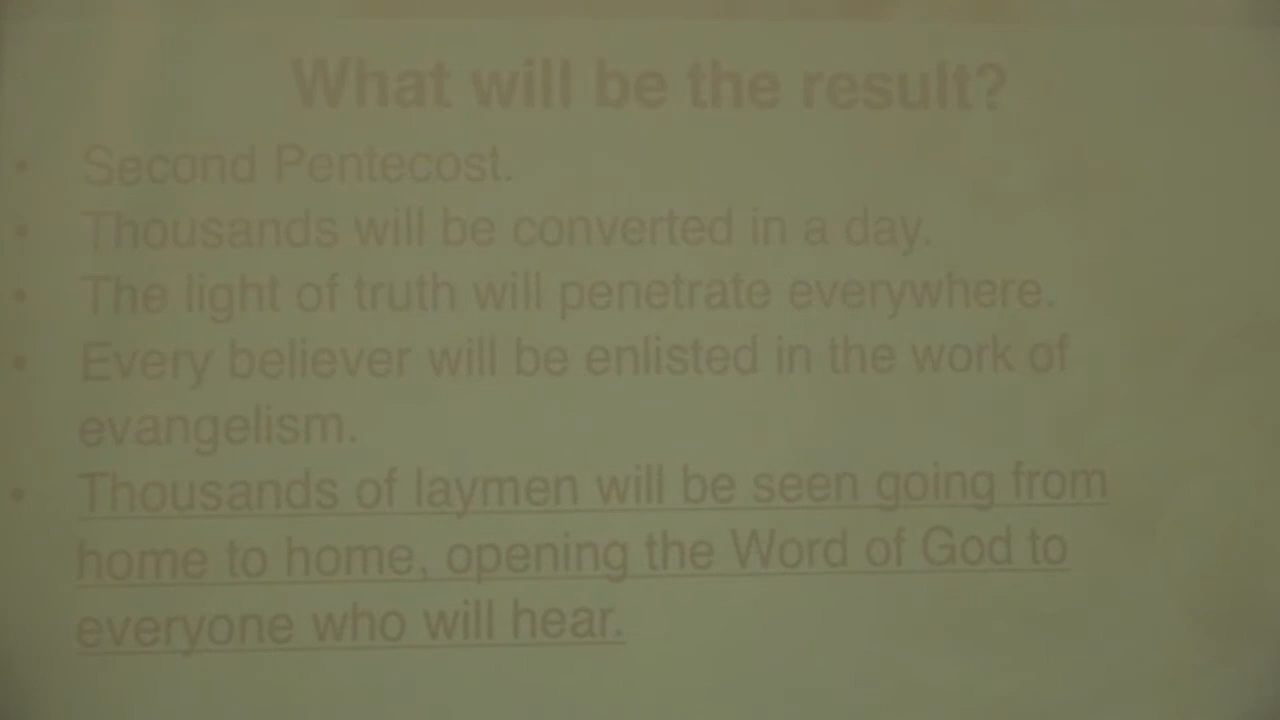 What will be the result?
• Second Pentecost.
• Thousands will be converted in a day.
• The light of truth will penetrate everywhere.
• Every believer will be enlisted in the work of
evangelism.
• Thousands of laymen will be seen going from
home to home, opening the Word of God to
everyone who will hear.